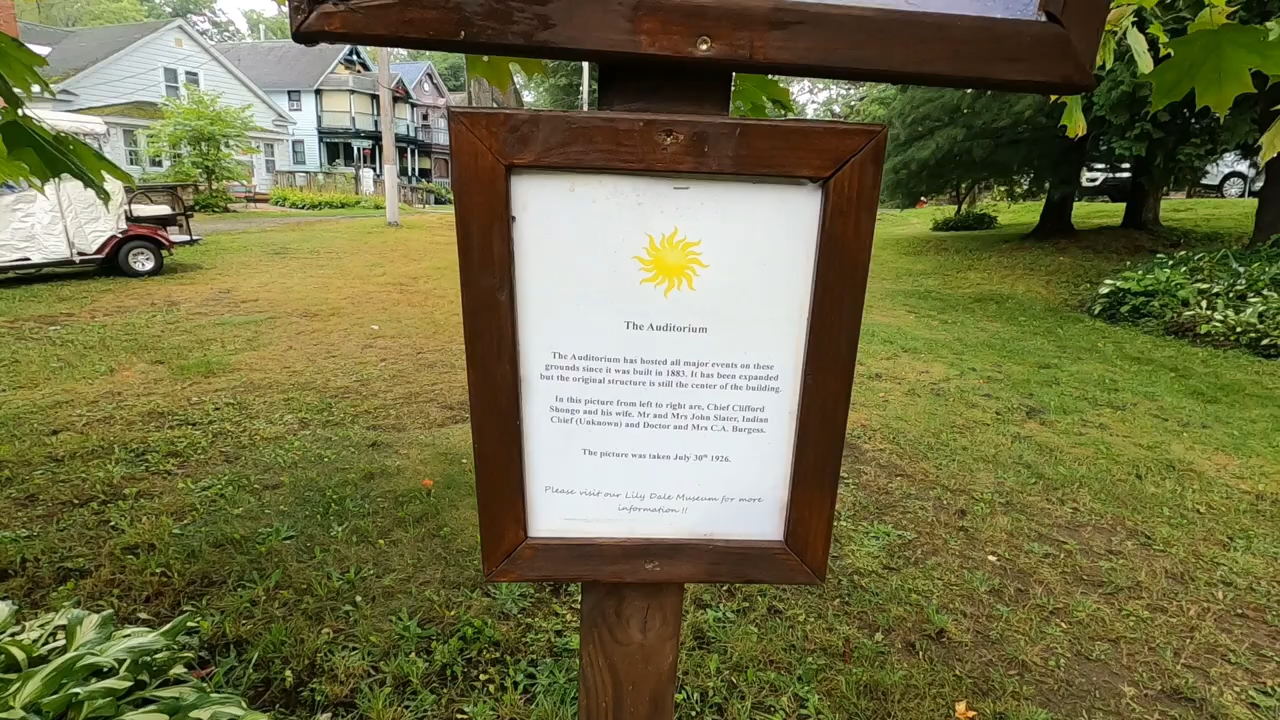 The Auditorium
The Auditorium has hosted all major events on these
grounds since it was built in 1883. It has been expanded
but the original structure is still the center of the building.
In this picture from left to right are, Chief Clifford
Shongo and his wife. Mr and Mrs John Slater, Indian
Chief (Unknown) and Doctor and Mrs C.A. Burgess.
The picture was taken July 30th 1926.
Please visit our Lily Dale Museum for more
information !!